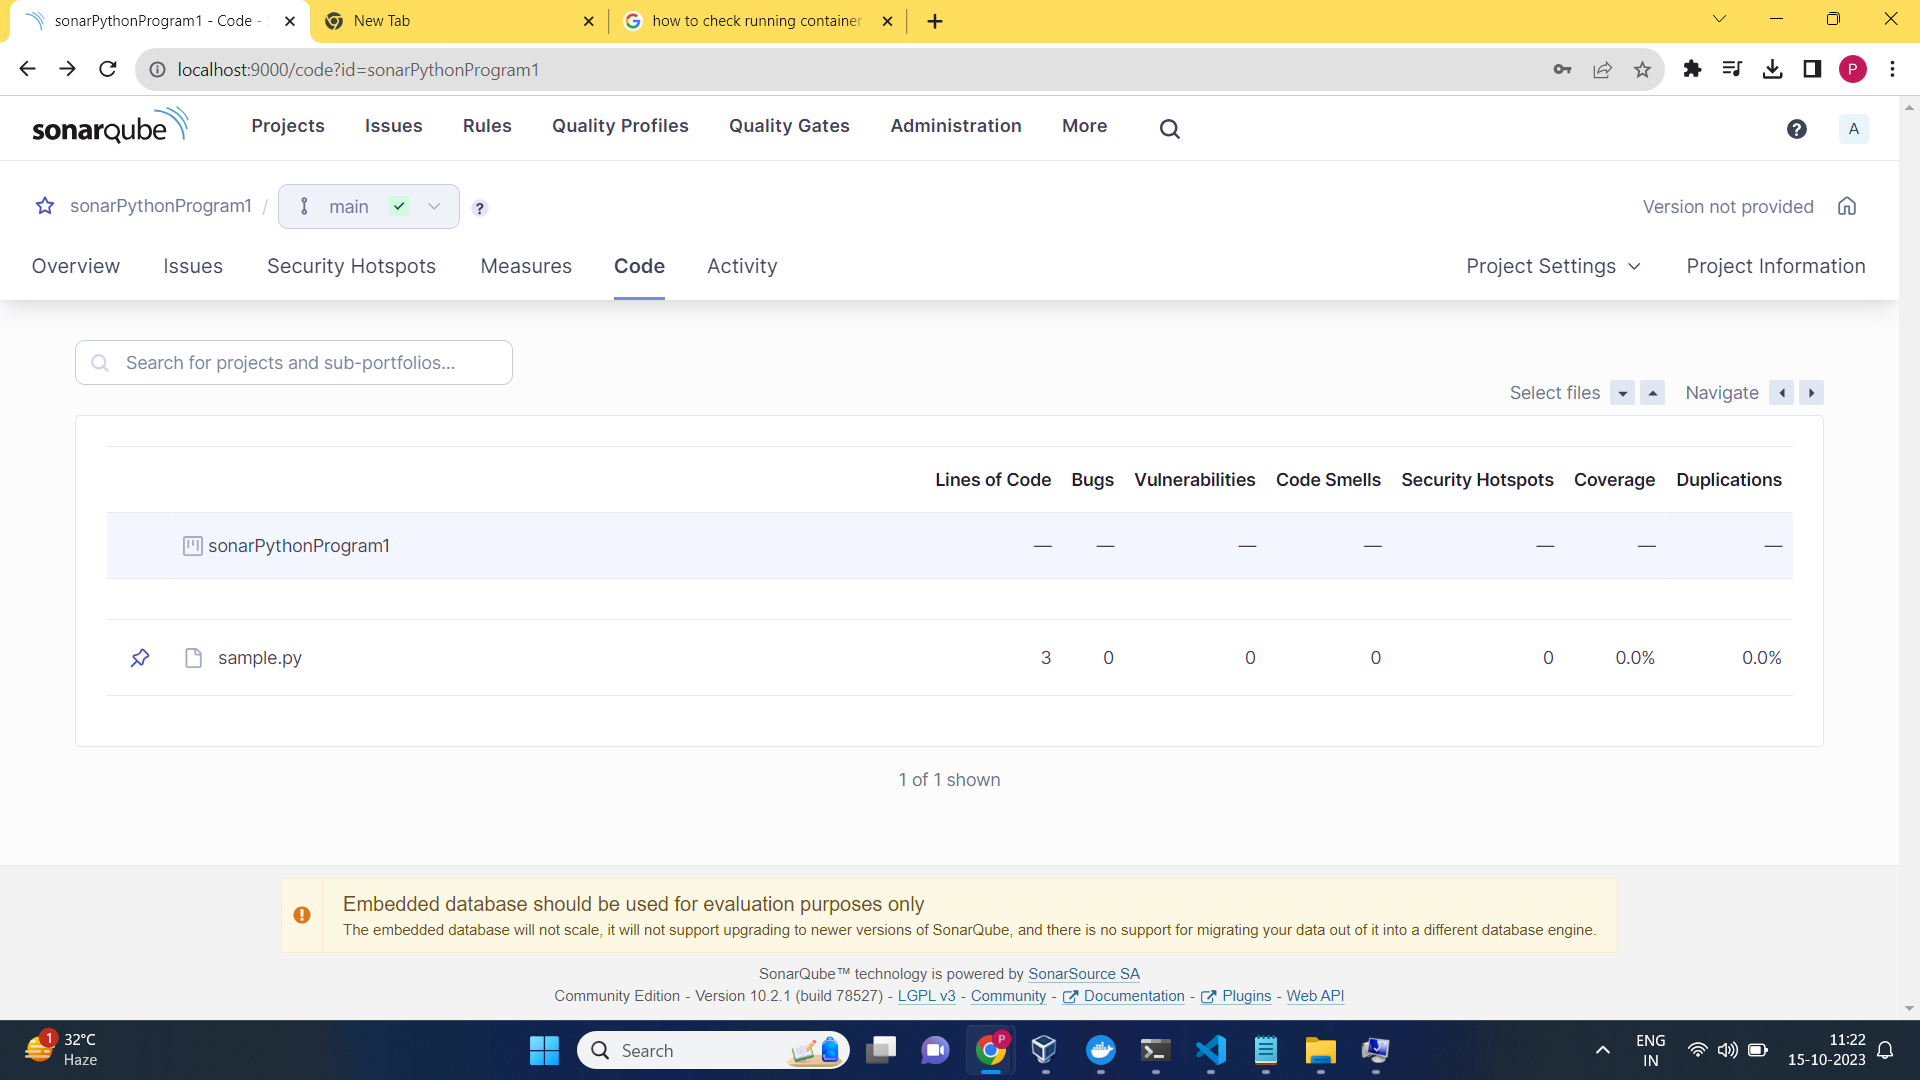 sonarPythonProgram1 - Code -
New Tab
how to check running container
localhost:9000/code?id=sonarPythonProgram1
P
sonarqube
Projects
Issues
Rules
Quality Profiles
Quality Gates
Administration
More
?
A
sonarPythonProgram1 / main
?
Version not provided
Overview
Issues
Security Hotspots
Measures
Code
Activity
Project Settings
Project Information
Search for projects and sub-portfolios...
Select files
Navigate
Lines of Code Bugs Vulnerabilities Code Smells Security Hotspots Coverage Duplications
sonarPythonProgram1 — — — — — — —
sample.py 3 0 0 0 0 0.0% 0.0%
1 of 1 shown
Embedded database should be used for evaluation purposes only
The embedded database will not scale, it will not support upgrading to newer versions of SonarQube, and there is no support for migrating your data out of it into a different database engine.
SonarQube™ technology is powered by SonarSource SA
Community Edition - Version 10.2.1 (build 78527) - LGPL v3 - Community - Documentation - Plugins - Web API
1
32°C
Haze
Search
P
ENG
IN
11:22
15-10-2023